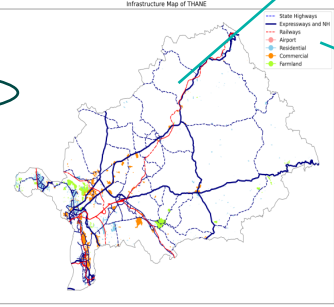 Infrastructure Map of THANE
State Highways
Expressways and NH
Railways
Airport
Residential
Commercial
Farmland